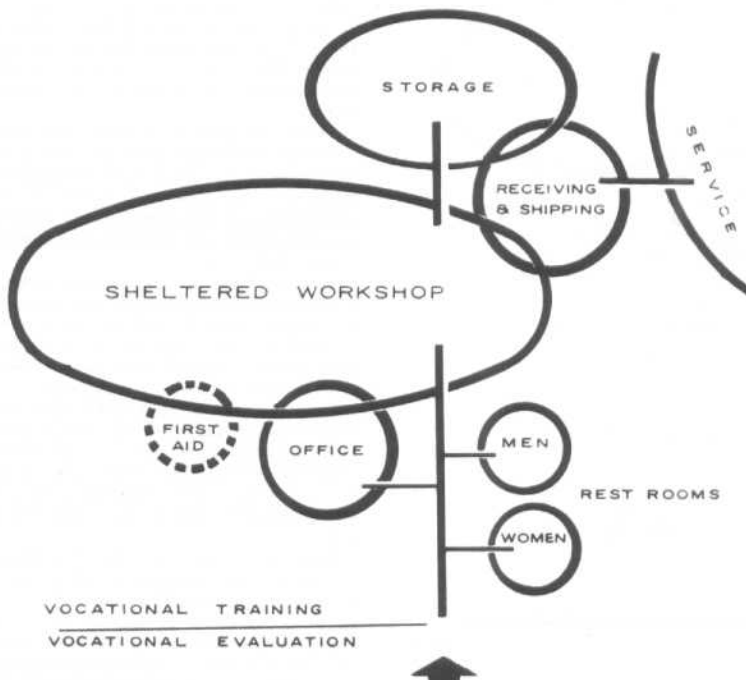 STORAGE
SERVICE
RECEIVING
& SHIPPING
SHELTERED WORKSHOP
FIRST
AID
OFFICE
MEN
REST ROOMS
WOMEN
VOCATIONAL TRAINING
VOCATIONAL EVALUATION